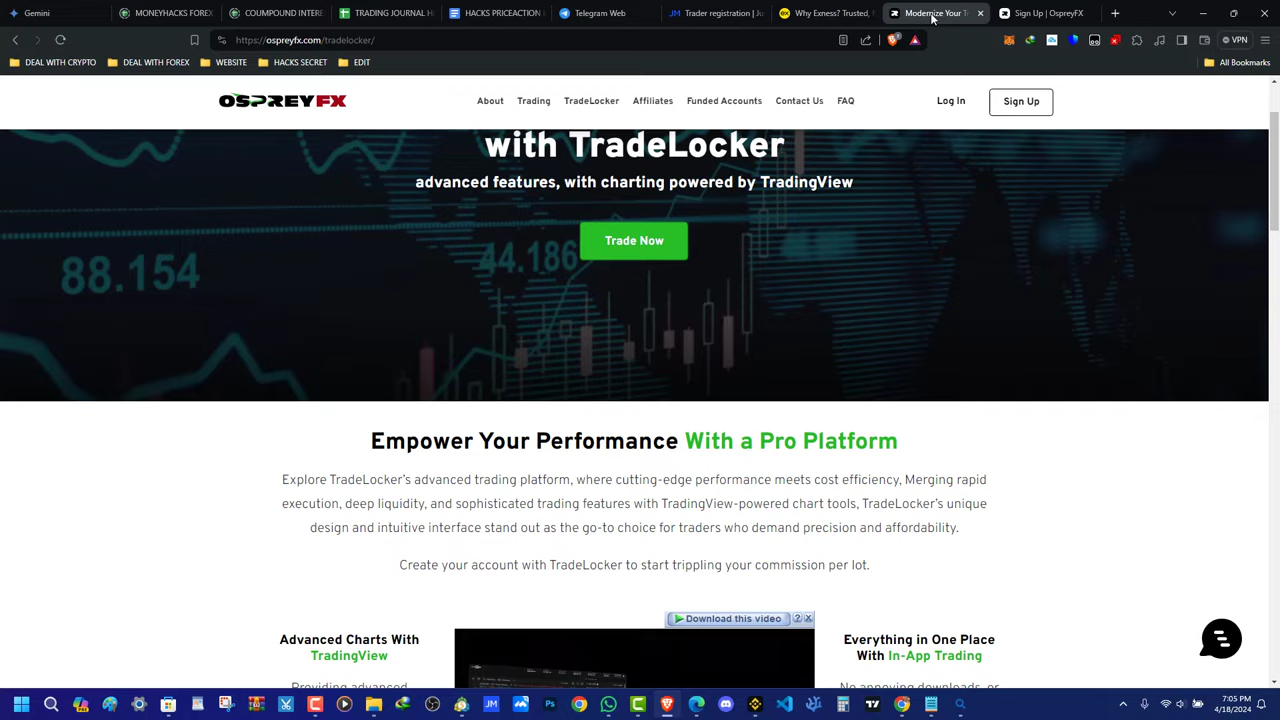 Gemini
MONEYHACKS FOREX
COUMPOUND INTERE
TRADING JOURNAL H
HACKS PRICEACTION
Telegram Web
Trader registration | Ju
Why Exness? Trusted,
Modernize Your T
Sign Up | OspreyFX
https://ospreyfx.com/tradelocker/
VPN
DEAL WITH CRYPTO
DEAL WITH FOREX
WEBSITE
HACKS SECRET
EDIT
All Bookmarks
OSPREYFX
About
Trading
TradeLocker
Affiliates
Funded Accounts
Contact Us
FAQ
Log In
Sign Up
with TradeLocker
advanced features, with charting powered by TradingView
Trade Now
88.154
44.186
Empower Your Performance With a Pro Platform
Explore TradeLocker's advanced trading platform, where cutting-edge performance meets cost efficiency, Merging rapid
execution, deep liquidity, and sophisticated trading features with TradingView-powered chart tools, TradeLocker's unique
design and intuitive interface stand out as the go-to choice for traders who demand precision and affordability.
Create your account with TradeLocker to start trippling your commission per lot.
Download this video
Advanced Charts With
TradingView
Everything in One Place
With In-App Trading
7:05 PM
4/18/2024